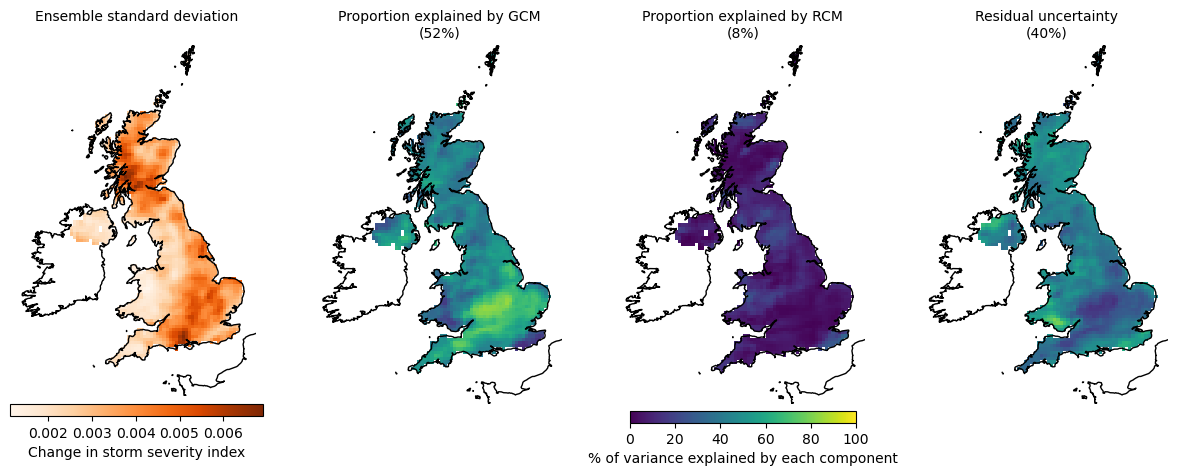 Ensemble standard deviation
Proportion explained by GCM
(52%)
Proportion explained by RCM
(8%)
Residual uncertainty
(40%)
0.002 0.003 0.004 0.005 0.006
Change in storm severity index
0 20 40 60 80 100
% of variance explained by each component